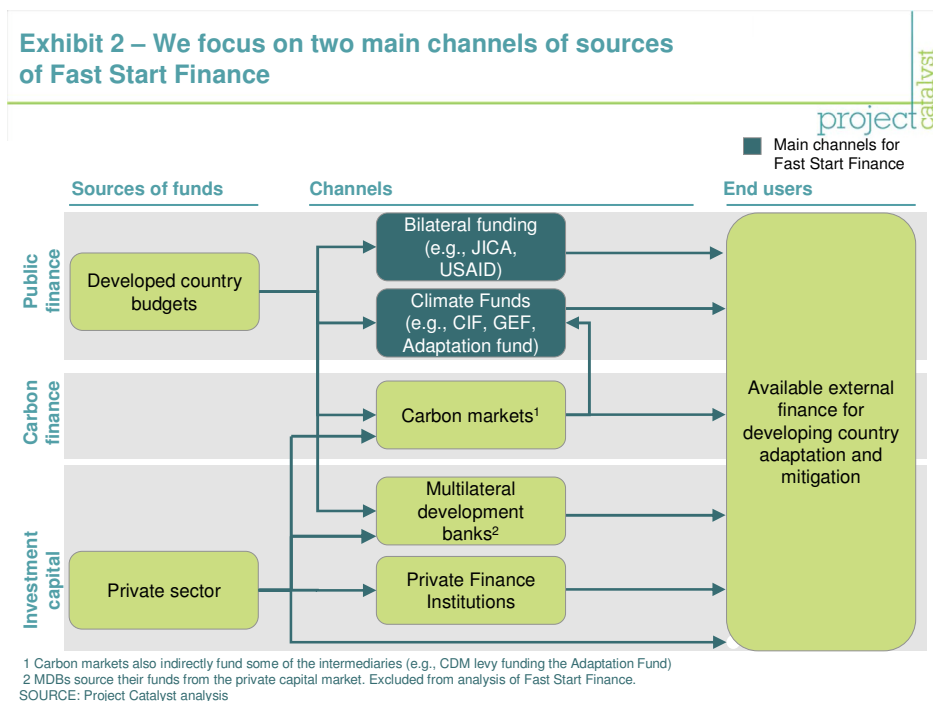 Exhibit 2 – We focus on two main channels of sources
of Fast Start Finance
project
catalyst
Main channels for
Fast Start Finance
Sources of funds
Channels
End users
Public
finance
Developed country
budgets
Bilateral funding
(e.g., JICA,
USAID)
Climate Funds
(e.g., CIF, GEF,
Adaptation fund)
Carbon
finance
Carbon markets¹
Available external
finance for
developing country
adaptation and
mitigation
Investment
capital
Multilateral
development
banks²
Private sector
Private Finance
Institutions
1 Carbon markets also indirectly fund some of the intermediaries (e.g., CDM levy funding the Adaptation Fund)
2 MDBs source their funds from the private capital market. Excluded from analysis of Fast Start Finance.
SOURCE: Project Catalyst analysis